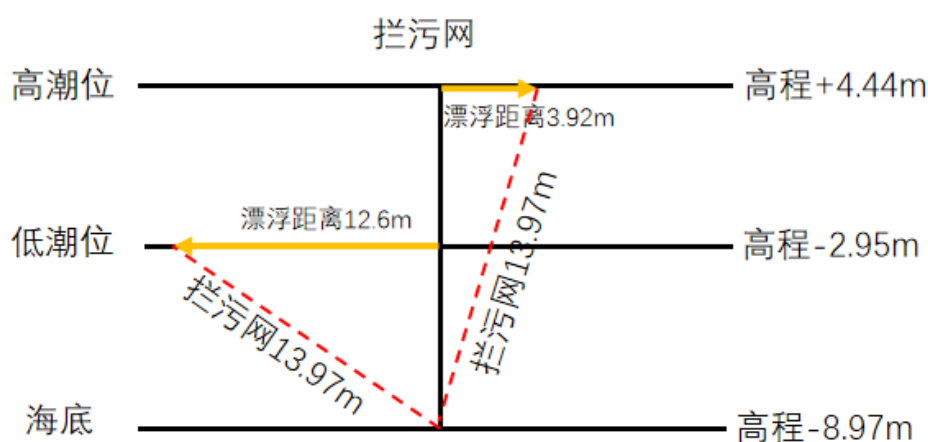 拦污网
高潮位
高程+4.44m
漂浮距离3.92m
漂浮距离12.6m
低潮位
高程-2.95m
拦污网13.97m
拦污网13.97m
海底
高程-8.97m